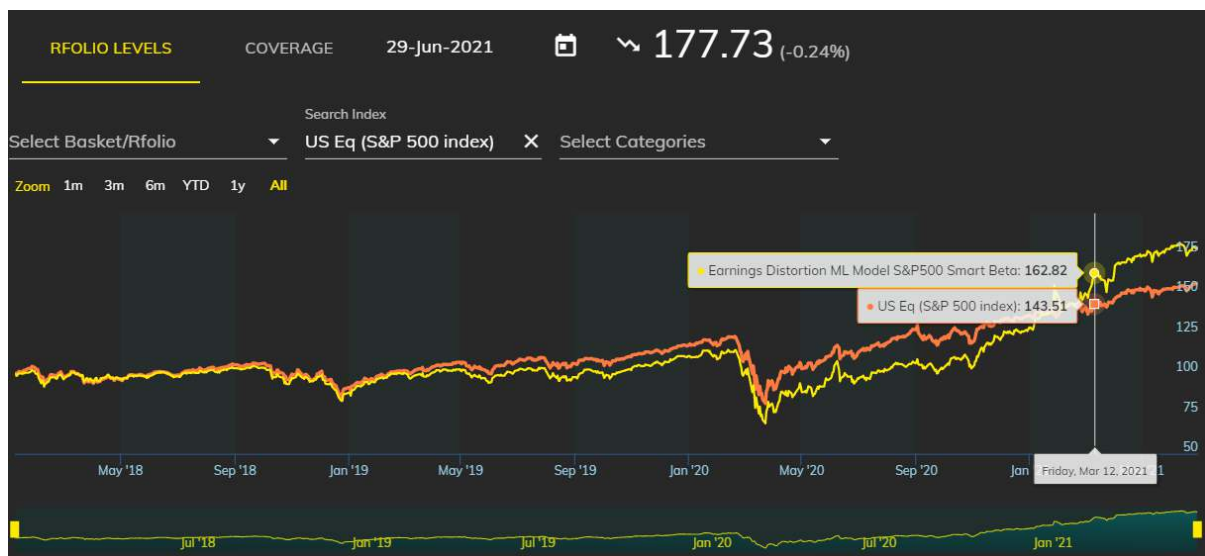 RFOLIO LEVELS COVERAGE 29-Jun-2021 177.73 (-0.24%)
Search Index
Select Basket/Rfolio US Eq (S&P 500 index) Select Categories
Zoom 1m 3m 6m YTD 1y All
175
Earnings Distortion ML Model S&P500 Smart Beta: 162.82
150
US Eq (S&P 500 index): 143.51
125
100
75
50
May '18 Sep '18 Jan '19 May '19 Sep '19 Jan '20 May '20 Sep '20 Jan
Friday, Mar 12, 2021
Jul '18 Jan '19 Jul '19 Jan '20 Jul '20 Jan '21